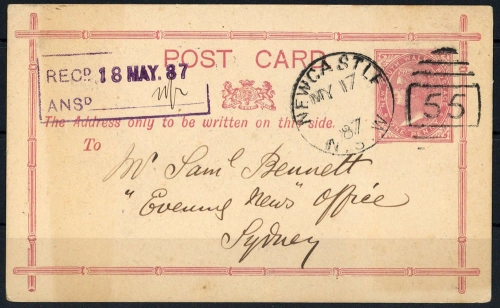 POST CARD
RECD 18 MAY. 87
ANSD
NEWCASTLE
MY 17
87
N.S.W
55
The Address only to be written on this side.
To
Mr. Saml. Bennett
"Evening News" Office
Sydney